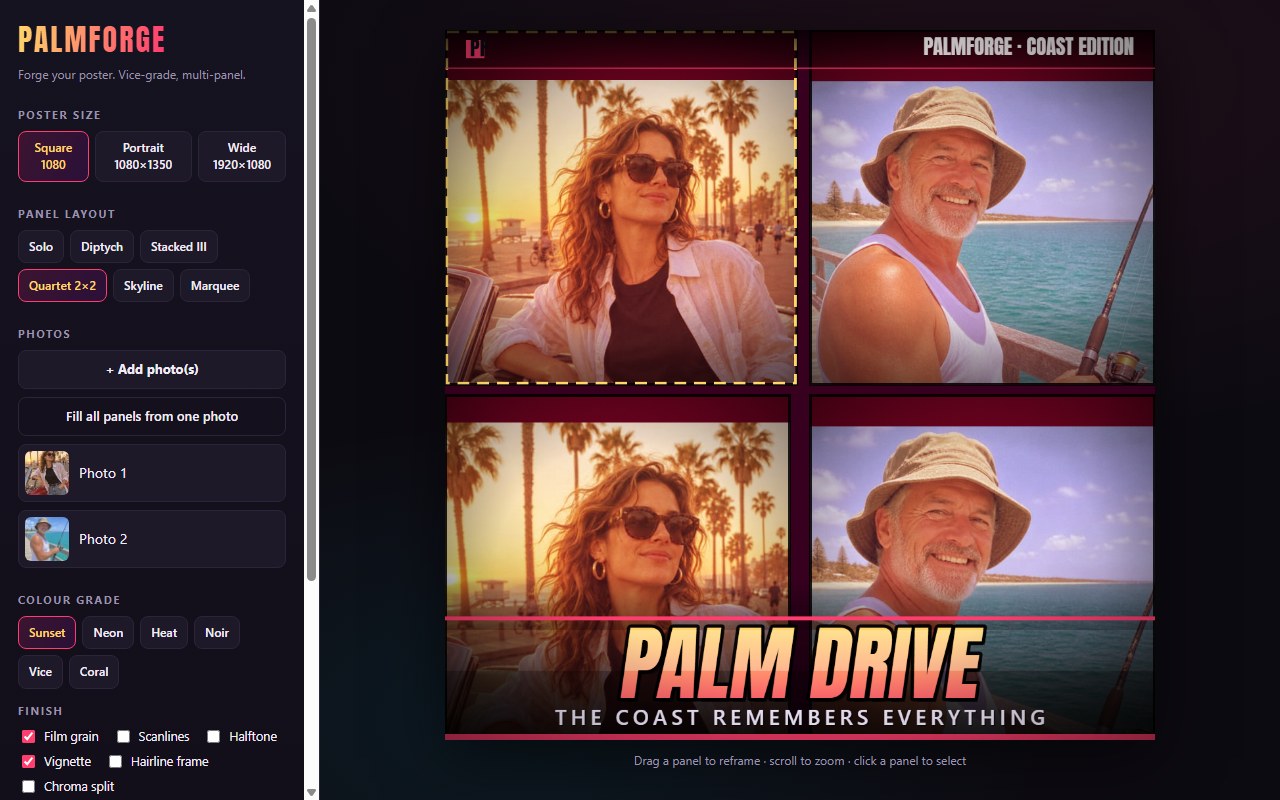 PALMFORGE
Forge your poster. Vice-grade, multi-panel.
POSTER SIZE
Square
1080
Portrait
1080×1350
Wide
1920×1080
PANEL LAYOUT
Solo
Diptych
Stacked III
Quartet 2×2
Skyline
Marquee
PHOTOS
+ Add photo(s)
Fill all panels from one photo
Photo 1
Photo 2
COLOUR GRADE
Sunset
Neon
Heat
Noir
Vice
Coral
FINISH
Film grain
Scanlines
Halftone
Vignette
Hairline frame
Chroma split
PALMFORGE · COAST EDITION
PALM DRIVE
THE COAST REMEMBERS EVERYTHING
Drag a panel to reframe · scroll to zoom · click a panel to select